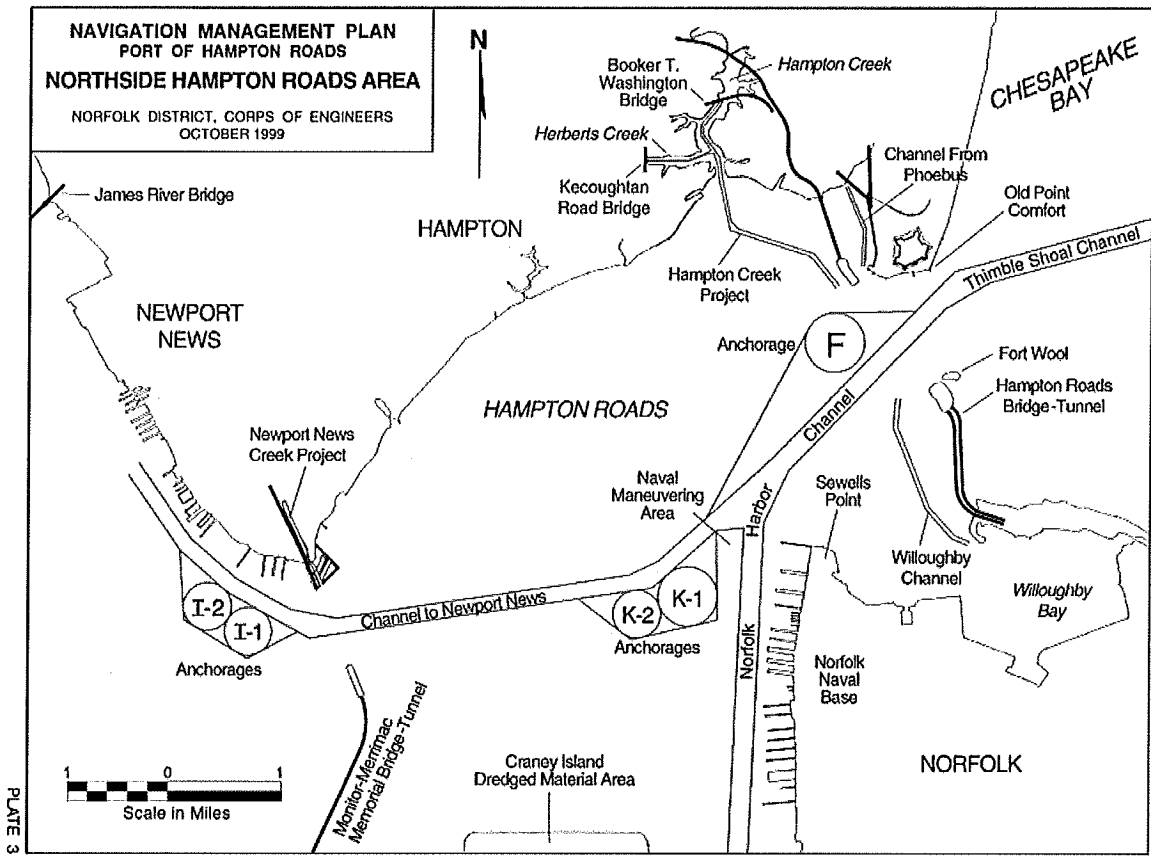 NAVIGATION MANAGEMENT PLAN
PORT OF HAMPTON ROADS
NORTHSIDE HAMPTON ROADS AREA
NORFOLK DISTRICT, CORPS OF ENGINEERS
OCTOBER 1999
N
Booker T.
Washington
Bridge
Hampton Creek
CHESAPEAKE
BAY
Herberts Creek
Kecoughtan
Road Bridge
Channel From
Phoebus
Old Point
Comfort
James River Bridge
HAMPTON
Hampton Creek
Project
Thimble Shoal Channel
NEWPORT
NEWS
Anchorage
F
Fort Wool
Hampton Roads
Bridge-Tunnel
HAMPTON ROADS
Channel
Newport News
Creek Project
Naval
Maneuvering
Area
Sewells
Point
Harbor
Willoughby
Channel
Willoughby
Bay
I-2
I-1
Anchorages
Channel to Newport News
K-2
K-1
Anchorages
Norfolk
Norfolk
Naval
Base
Monitor-Merrimac
Memorial Bridge-Tunnel
Craney Island
Dredged Material Area
NORFOLK
1 0 1
Scale in Miles
PLATE 3